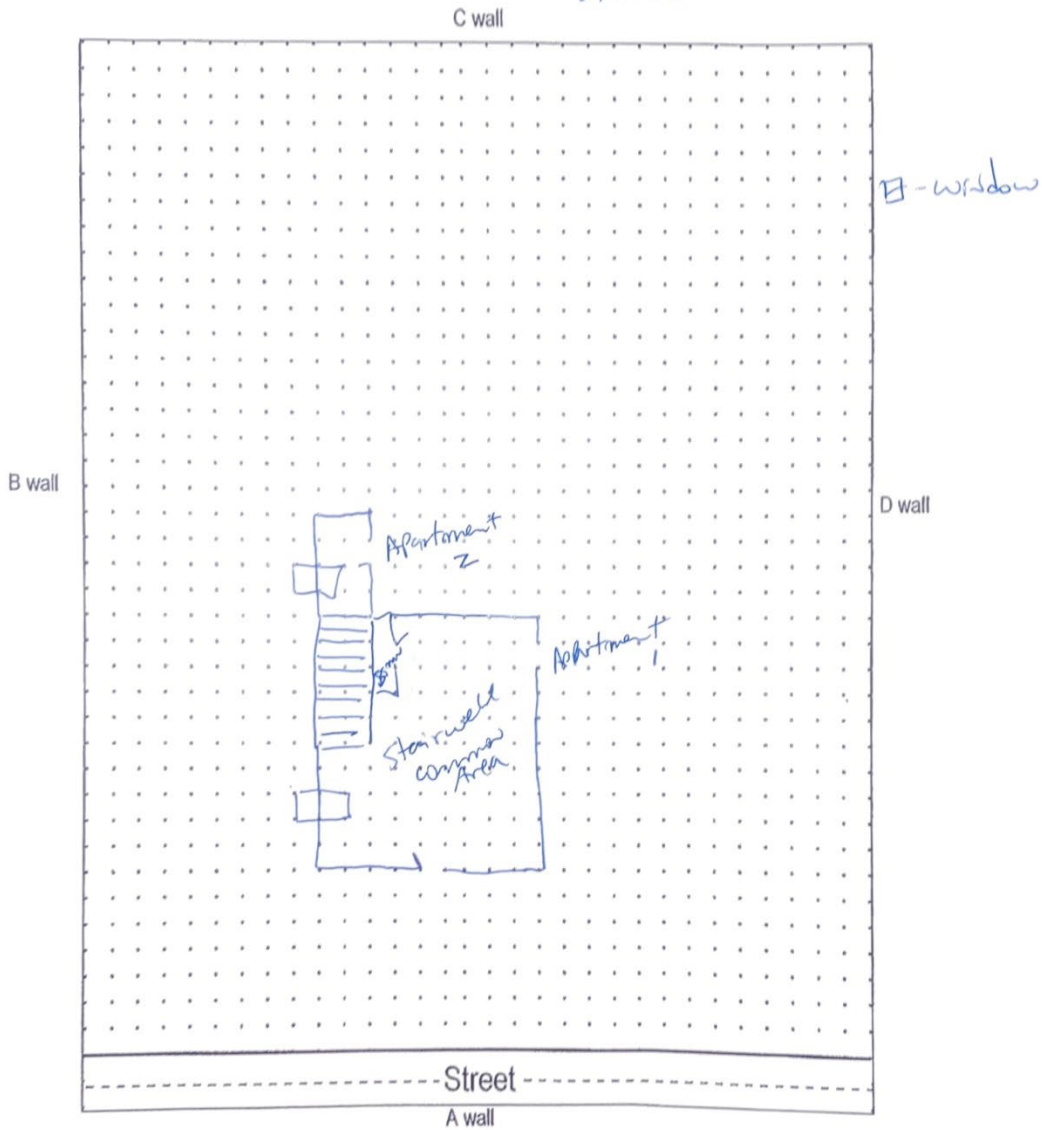 C wall
- window
B wall
D wall
Apartment
2
Apartment
1
Stairwell
common
Area
Street
A wall